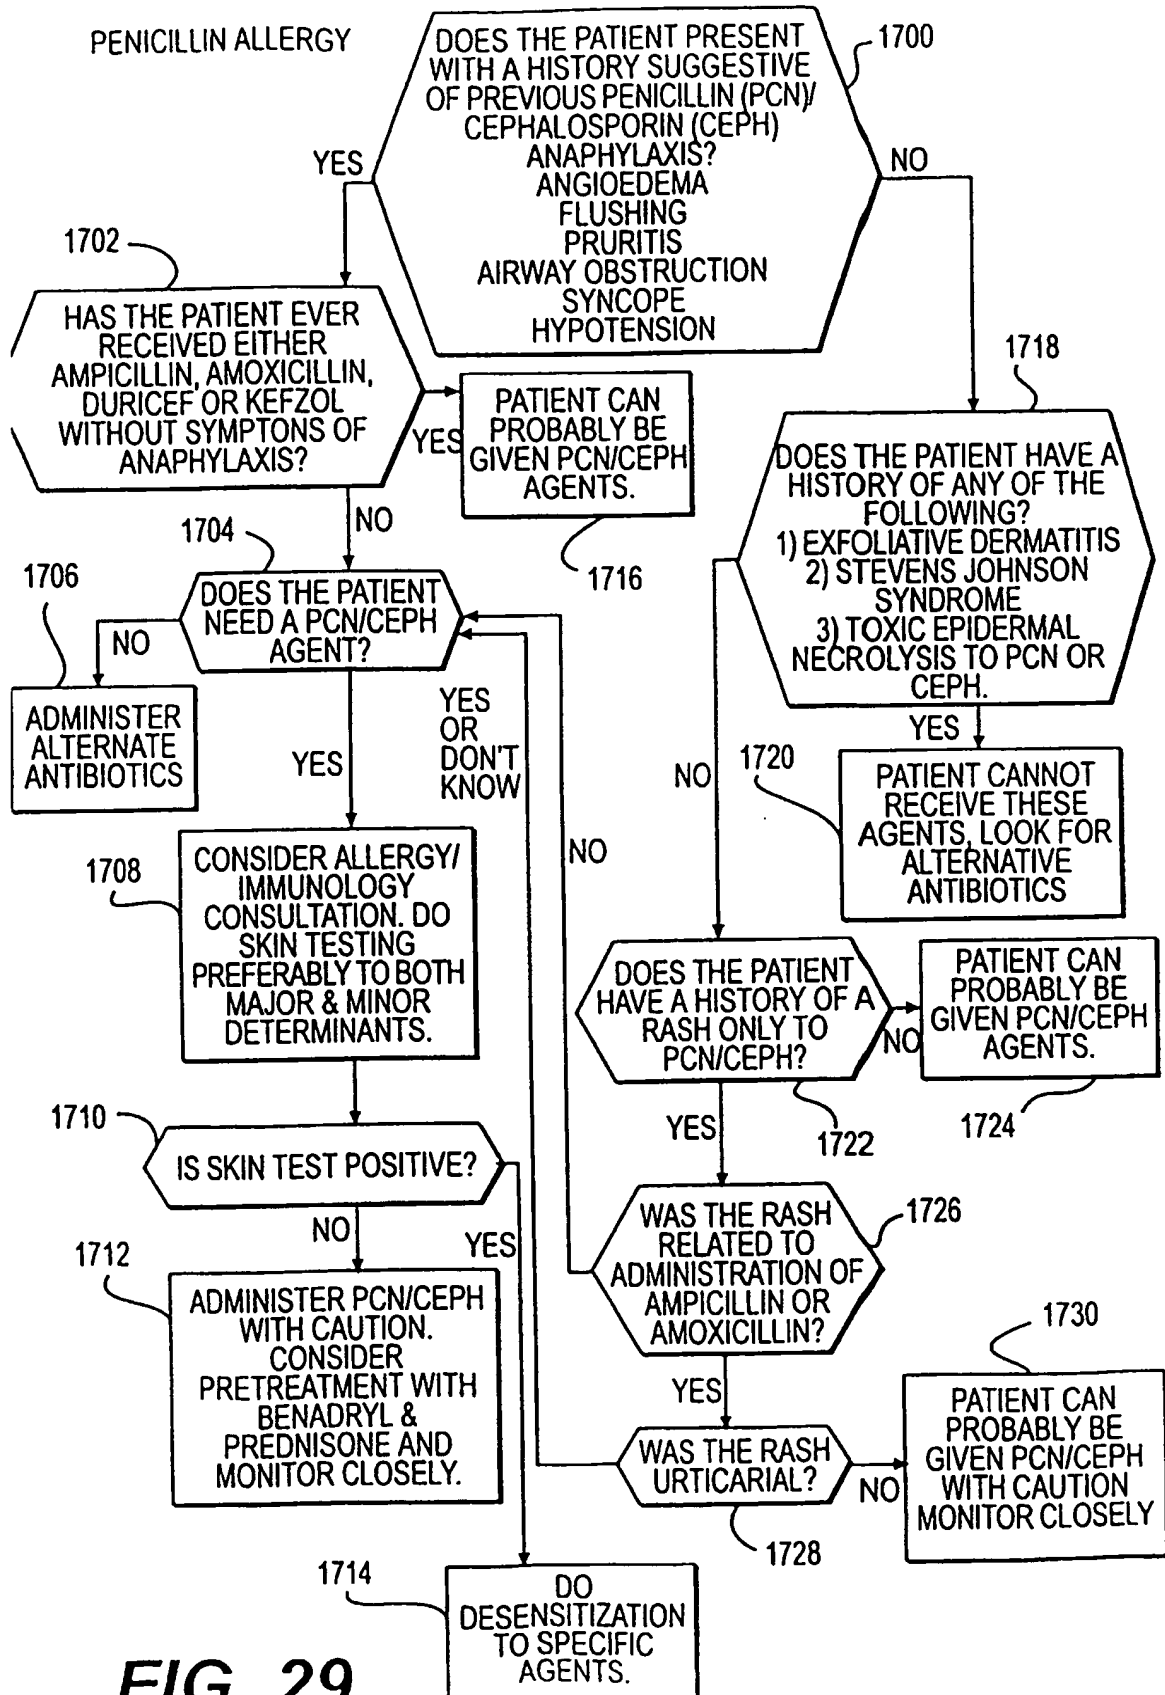 PENICILLIN ALLERGY
DOES THE PATIENT PRESENT
WITH A HISTORY SUGGESTIVE
OF PREVIOUS PENICILLIN (PCN)/
CEPHALOSPORIN (CEPH)
ANAPHYLAXIS?
ANGIOEDEMA
FLUSHING
PRURITIS
AIRWAY OBSTRUCTION
SYNCOPE
HYPOTENSION
1700
YES
NO
1702
HAS THE PATIENT EVER
RECEIVED EITHER
AMPICILLIN, AMOXICILLIN,
DURICEF OR KEFZOL
WITHOUT SYMPTONS OF
ANAPHYLAXIS?
YES
PATIENT CAN
PROBABLY BE
GIVEN PCN/CEPH
AGENTS.
1716
NO
1704
DOES THE PATIENT
NEED A PCN/CEPH
AGENT?
1706
NO
ADMINISTER
ALTERNATE
ANTIBIOTICS
YES
YES
OR
DON'T
KNOW
NO
1708
CONSIDER ALLERGY/
IMMUNOLOGY
CONSULTATION. DO
SKIN TESTING
PREFERABLY TO BOTH
MAJOR & MINOR
DETERMINANTS.
1710
IS SKIN TEST POSITIVE?
NO
YES
1712
ADMINISTER PCN/CEPH
WITH CAUTION.
CONSIDER
PRETREATMENT WITH
BENADRYL &
PREDNISONE AND
MONITOR CLOSELY.
1714
DO
DESENSITIZATION
TO SPECIFIC
AGENTS.
1718
DOES THE PATIENT HAVE A
HISTORY OF ANY OF THE
FOLLOWING?
1) EXFOLIATIVE DERMATITIS
2) STEVENS JOHNSON
SYNDROME
3) TOXIC EPIDERMAL
NECROLYSIS TO PCN OR
CEPH.
YES
1720
PATIENT CANNOT
RECEIVE THESE
AGENTS, LOOK FOR
ALTERNATIVE
ANTIBIOTICS
NO
DOES THE PATIENT
HAVE A HISTORY OF A
RASH ONLY TO
PCN/CEPH?
1722
NO
PATIENT CAN
PROBABLY BE
GIVEN PCN/CEPH
AGENTS.
1724
YES
WAS THE RASH
RELATED TO
ADMINISTRATION OF
AMPICILLIN OR
AMOXICILLIN?
1726
YES
WAS THE RASH
URTICARIAL?
1728
NO
1730
PATIENT CAN
PROBABLY BE
GIVEN PCN/CEPH
WITH CAUTION
MONITOR CLOSELY
FIG. 29